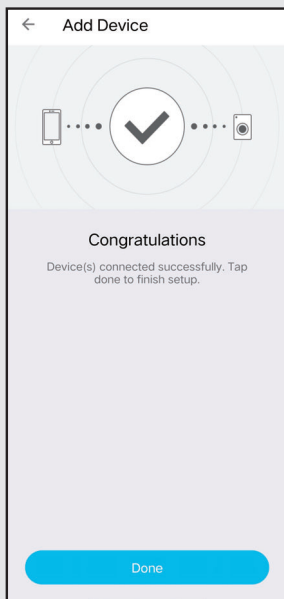 Add Device
Congratulations
Device(s) connected successfully. Tap
done to finish setup.
Done